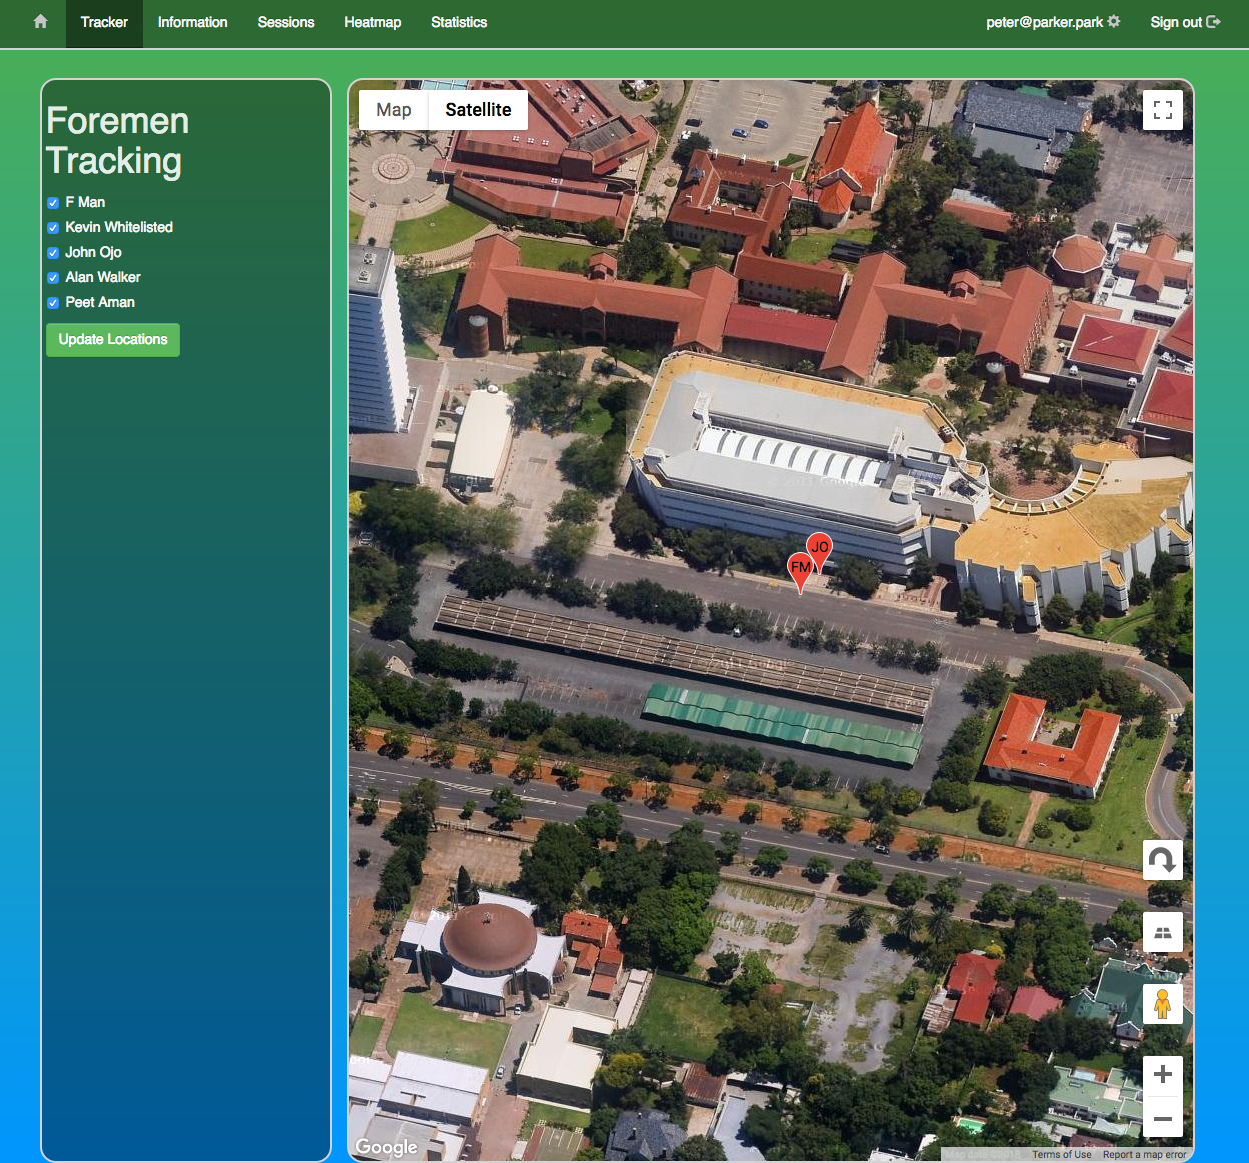 Tracker
Information
Sessions
Heatmap
Statistics
peter@parker.park
Sign out
Foremen
Tracking
F Man
Kevin Whitelisted
John Ojo
Alan Walker
Peet Aman
Update Locations
Map
Satellite
JO
FM
Google
Terms of Use
Report a map error